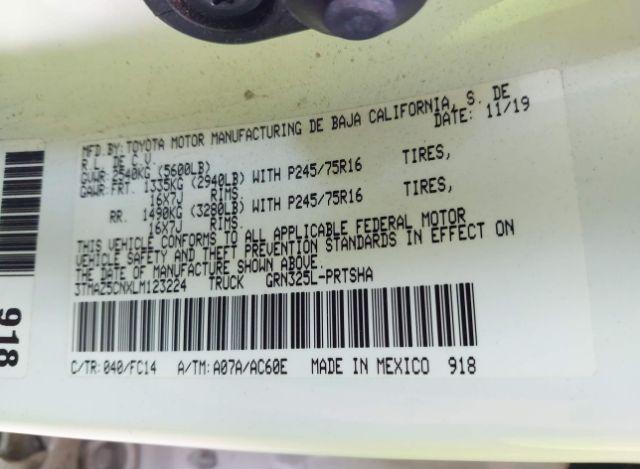 MFD. BY: TOYOTA MOTOR MANUFACTURING DE BAJA CALIFORNIA, S. DE
R.L. DE C.V. DATE: 11/19
GVWR: 2540KG (5600LB)
GAWR: FRT. 1335KG (2940LB) WITH P245/75R16 TIRES,
16X7J RIMS,
RR. 1490KG (3280LB) WITH P245/75R16 TIRES,
16X7J RIMS.
THIS VEHICLE CONFORMS TO ALL APPLICABLE FEDERAL MOTOR
VEHICLE SAFETY AND THEFT PREVENTION STANDARDS IN EFFECT ON
THE DATE OF MANUFACTURE SHOWN ABOVE.
3TMAZ5CNXLM123224 TRUCK GRN325L-PRTSHA
C/TR: 040/FC14 A/TM: A07A/AC60E MADE IN MEXICO 918
918